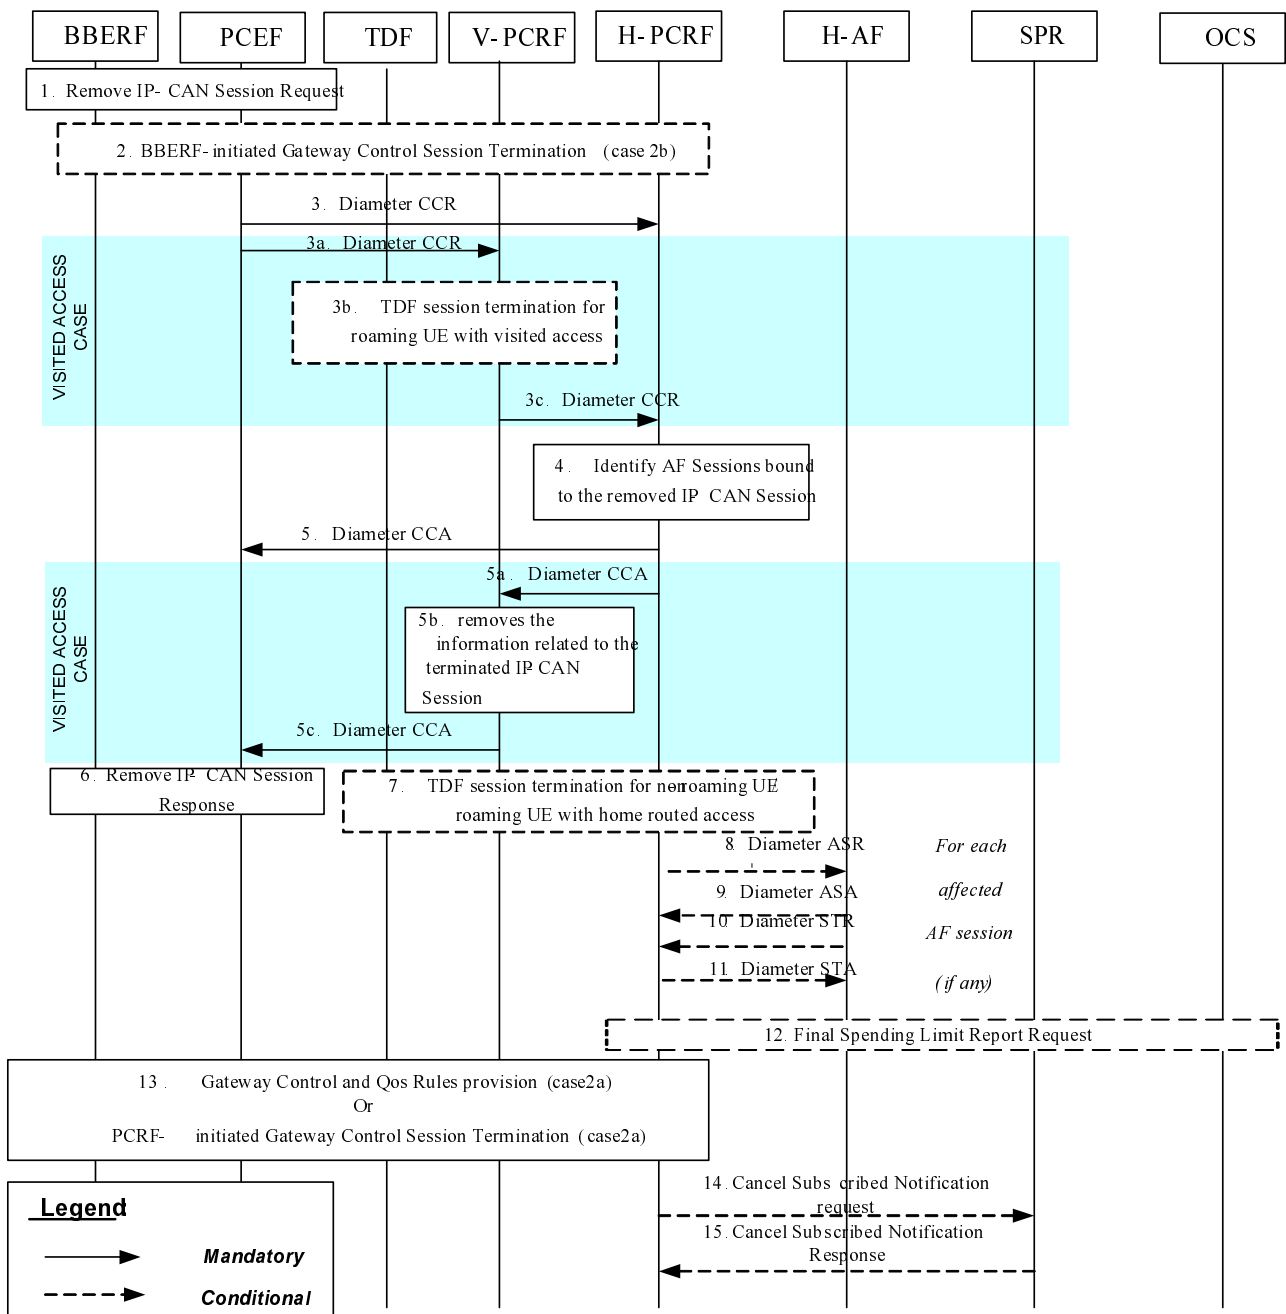 BBERF PCEF TDF V-PCRF H-PCRF H-AF SPR OCS
1. Remove IP-CAN Session Request
2. BBERF-initiated Gateway Control Session Termination (case 2b)
3. Diameter CCR
3a. Diameter CCR
VISITED ACCESS
CASE
3b. TDF session termination for
roaming UE with visited access
3c. Diameter CCR
4. Identify AF Sessions bound
to the removed IP CAN Session
5. Diameter CCA
5a. Diameter CCA
VISITED ACCESS
CASE
5b. removes the
information related to the
terminated IP CAN
Session
5c. Diameter CCA
6. Remove IP CAN Session
Response
7. TDF session termination for non-roaming UE
roaming UE with home routed access
8. Diameter ASR
9. Diameter ASA
10. Diameter STR
11. Diameter STA
For each
affected
AF session
(if any)
12. Final Spending Limit Report Request
13. Gateway Control and Qos Rules provision (case2a)
Or
PCRF- initiated Gateway Control Session Termination (case2a)
14. Cancel Subs cribed Notification
request
15. Cancel Subscribed Notification
Response
Legend:
Mandatory
Conditional